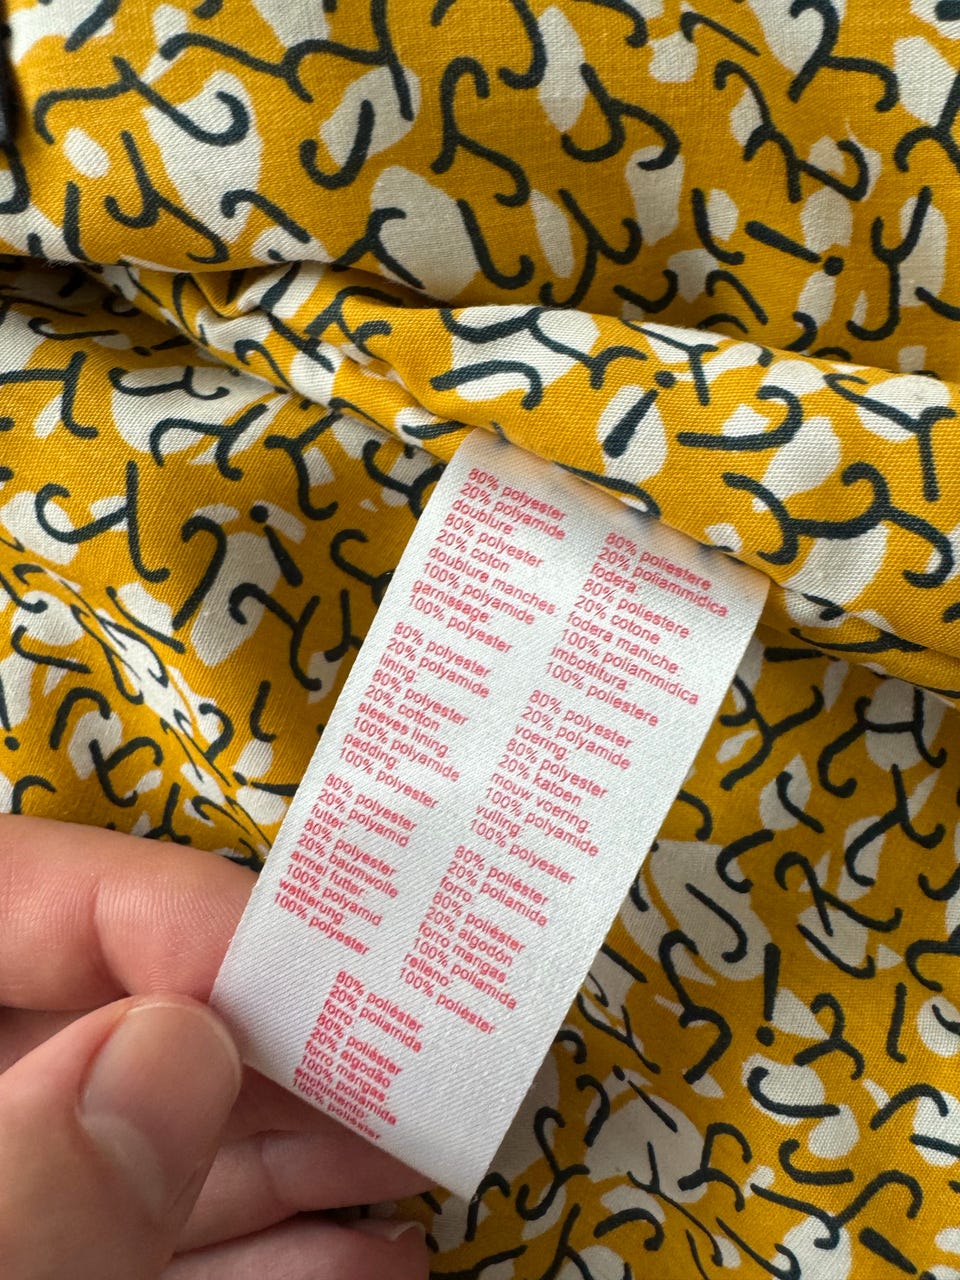 80% polyester
20% polyamide
doublure:
80% polyester
20% coton
doublure manches
100% polyamide
garnissage:
100% polyester
80% polyester
20% polyamide
lining:
80% polyester
20% cotton
sleeves lining.
100% polyamide
padding:
100% polyester
80% polyester
20% polyamid
futter:
80% polyester
20% baumwolle
ärmel futter:
100% polyamid
wattierung:
100% polyester
80% poliestere
20% poliammidica
fodera:
80% poliestere
20% cotone
fodera maniche.
100% poliammidica
imbottitura:
100% poliestere
80% polyester
20% polyamide
voering:
80% polyester
20% katoen
mouw voering.
100% polyamide
vulling:
100% polyester
80% poliéster
20% poliamida
forro:
80% poliéster
20% algodón
forro mangas.
100% poliamida
relleno:
100% poliéster
80% poliéster
20% poliamida
forro:
80% poliéster
20% algodão
forro mangas:
100% poliamida
enchimento:
100% poliéster